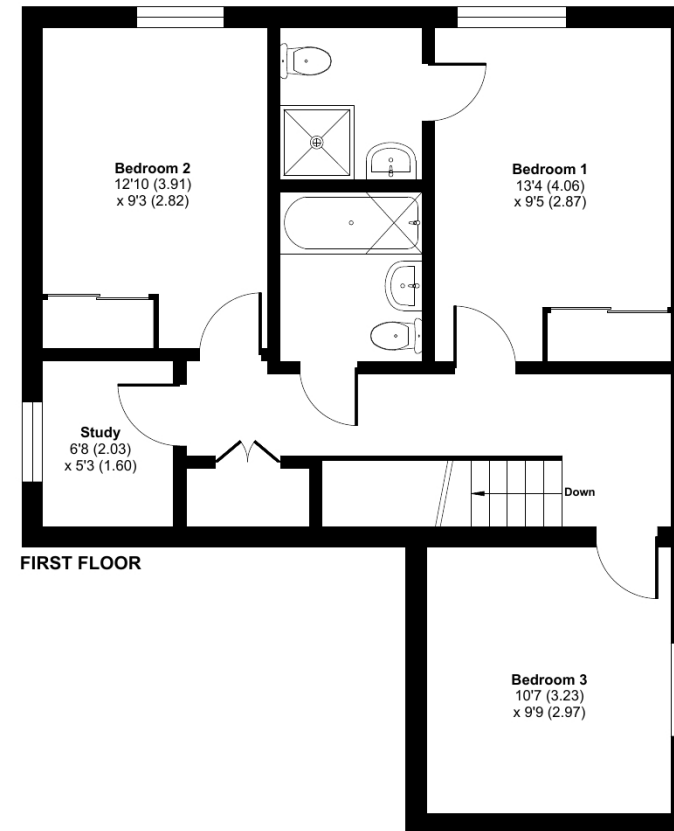 Bedroom 2
12'10 (3.91)
x 9'3 (2.82)
Bedroom 1
13'4 (4.06)
x 9'5 (2.87)
Study
6'8 (2.03)
x 5'3 (1.60)
Down
FIRST FLOOR
Bedroom 3
10'7 (3.23)
x 9'9 (2.97)